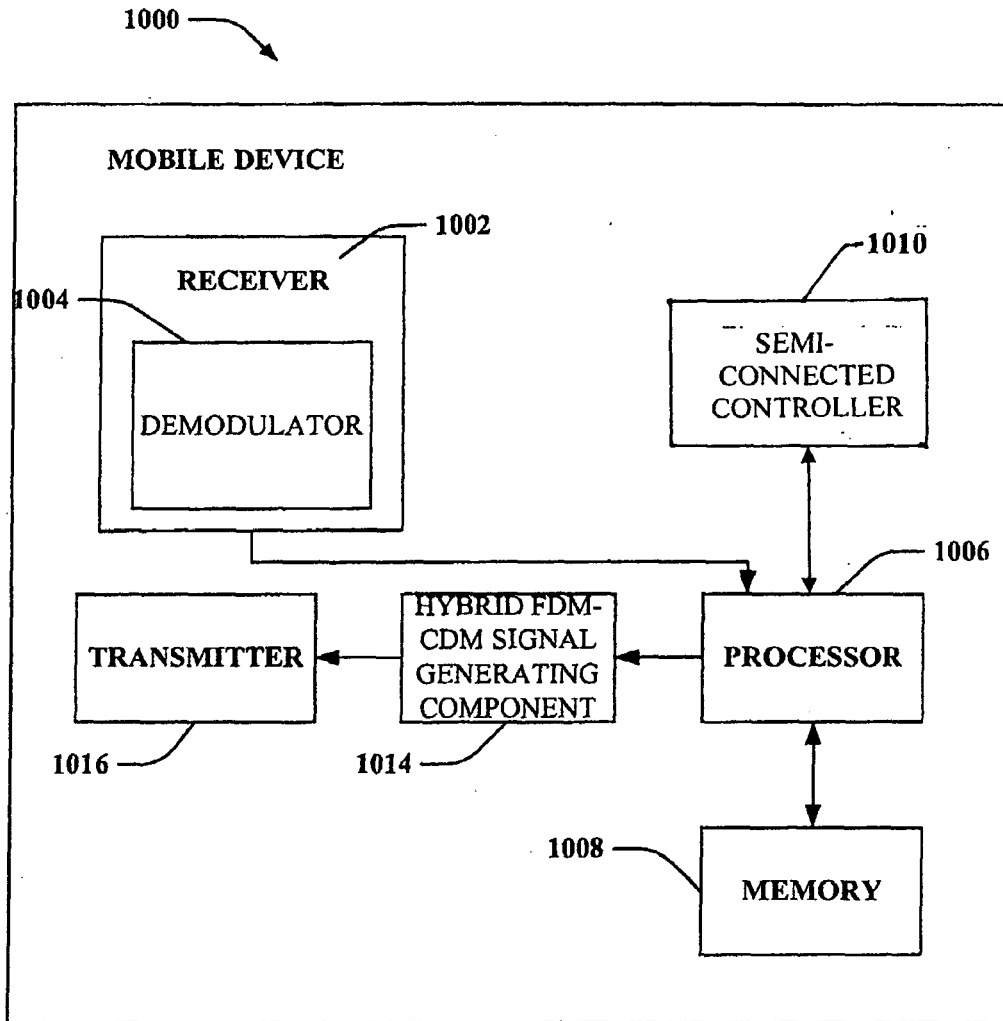 1000
MOBILE DEVICE
1002
RECEIVER
1004
DEMODULATOR
1010
SEMI-
CONNECTED
CONTROLLER
1006
PROCESSOR
HYBRID FDM-
CDM SIGNAL
GENERATING
COMPONENT
1014
TRANSMITTER
1016
1008
MEMORY